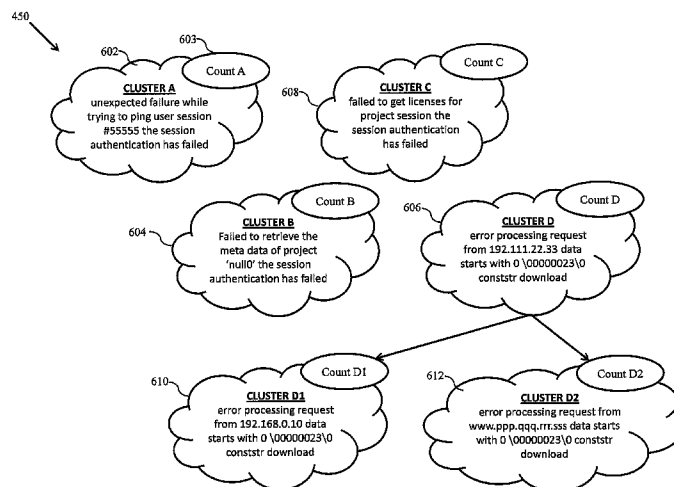 450
603
602
Count A
CLUSTER A
unexpected failure while
trying to ping user session
#55555 the session
authentication has failed
Count C
608
CLUSTER C
failed to get licenses for
project session the
session authentication
has failed
Count B
604
CLUSTER B
Failed to retrieve the
meta data of project
'null0' the session
authentication has failed
Count D
606
CLUSTER D
error processing request
from 192.111.22.33 data
starts with 0 \00000023\0
conststr download
Count D1
610
CLUSTER D1
error processing request
from 192.168.0.10 data
starts with 0 \00000023\0
conststr download
Count D2
612
CLUSTER D2
error processing request from
www.ppp.qqq.rrr.sss data starts
with 0 \00000023\0 conststr
download